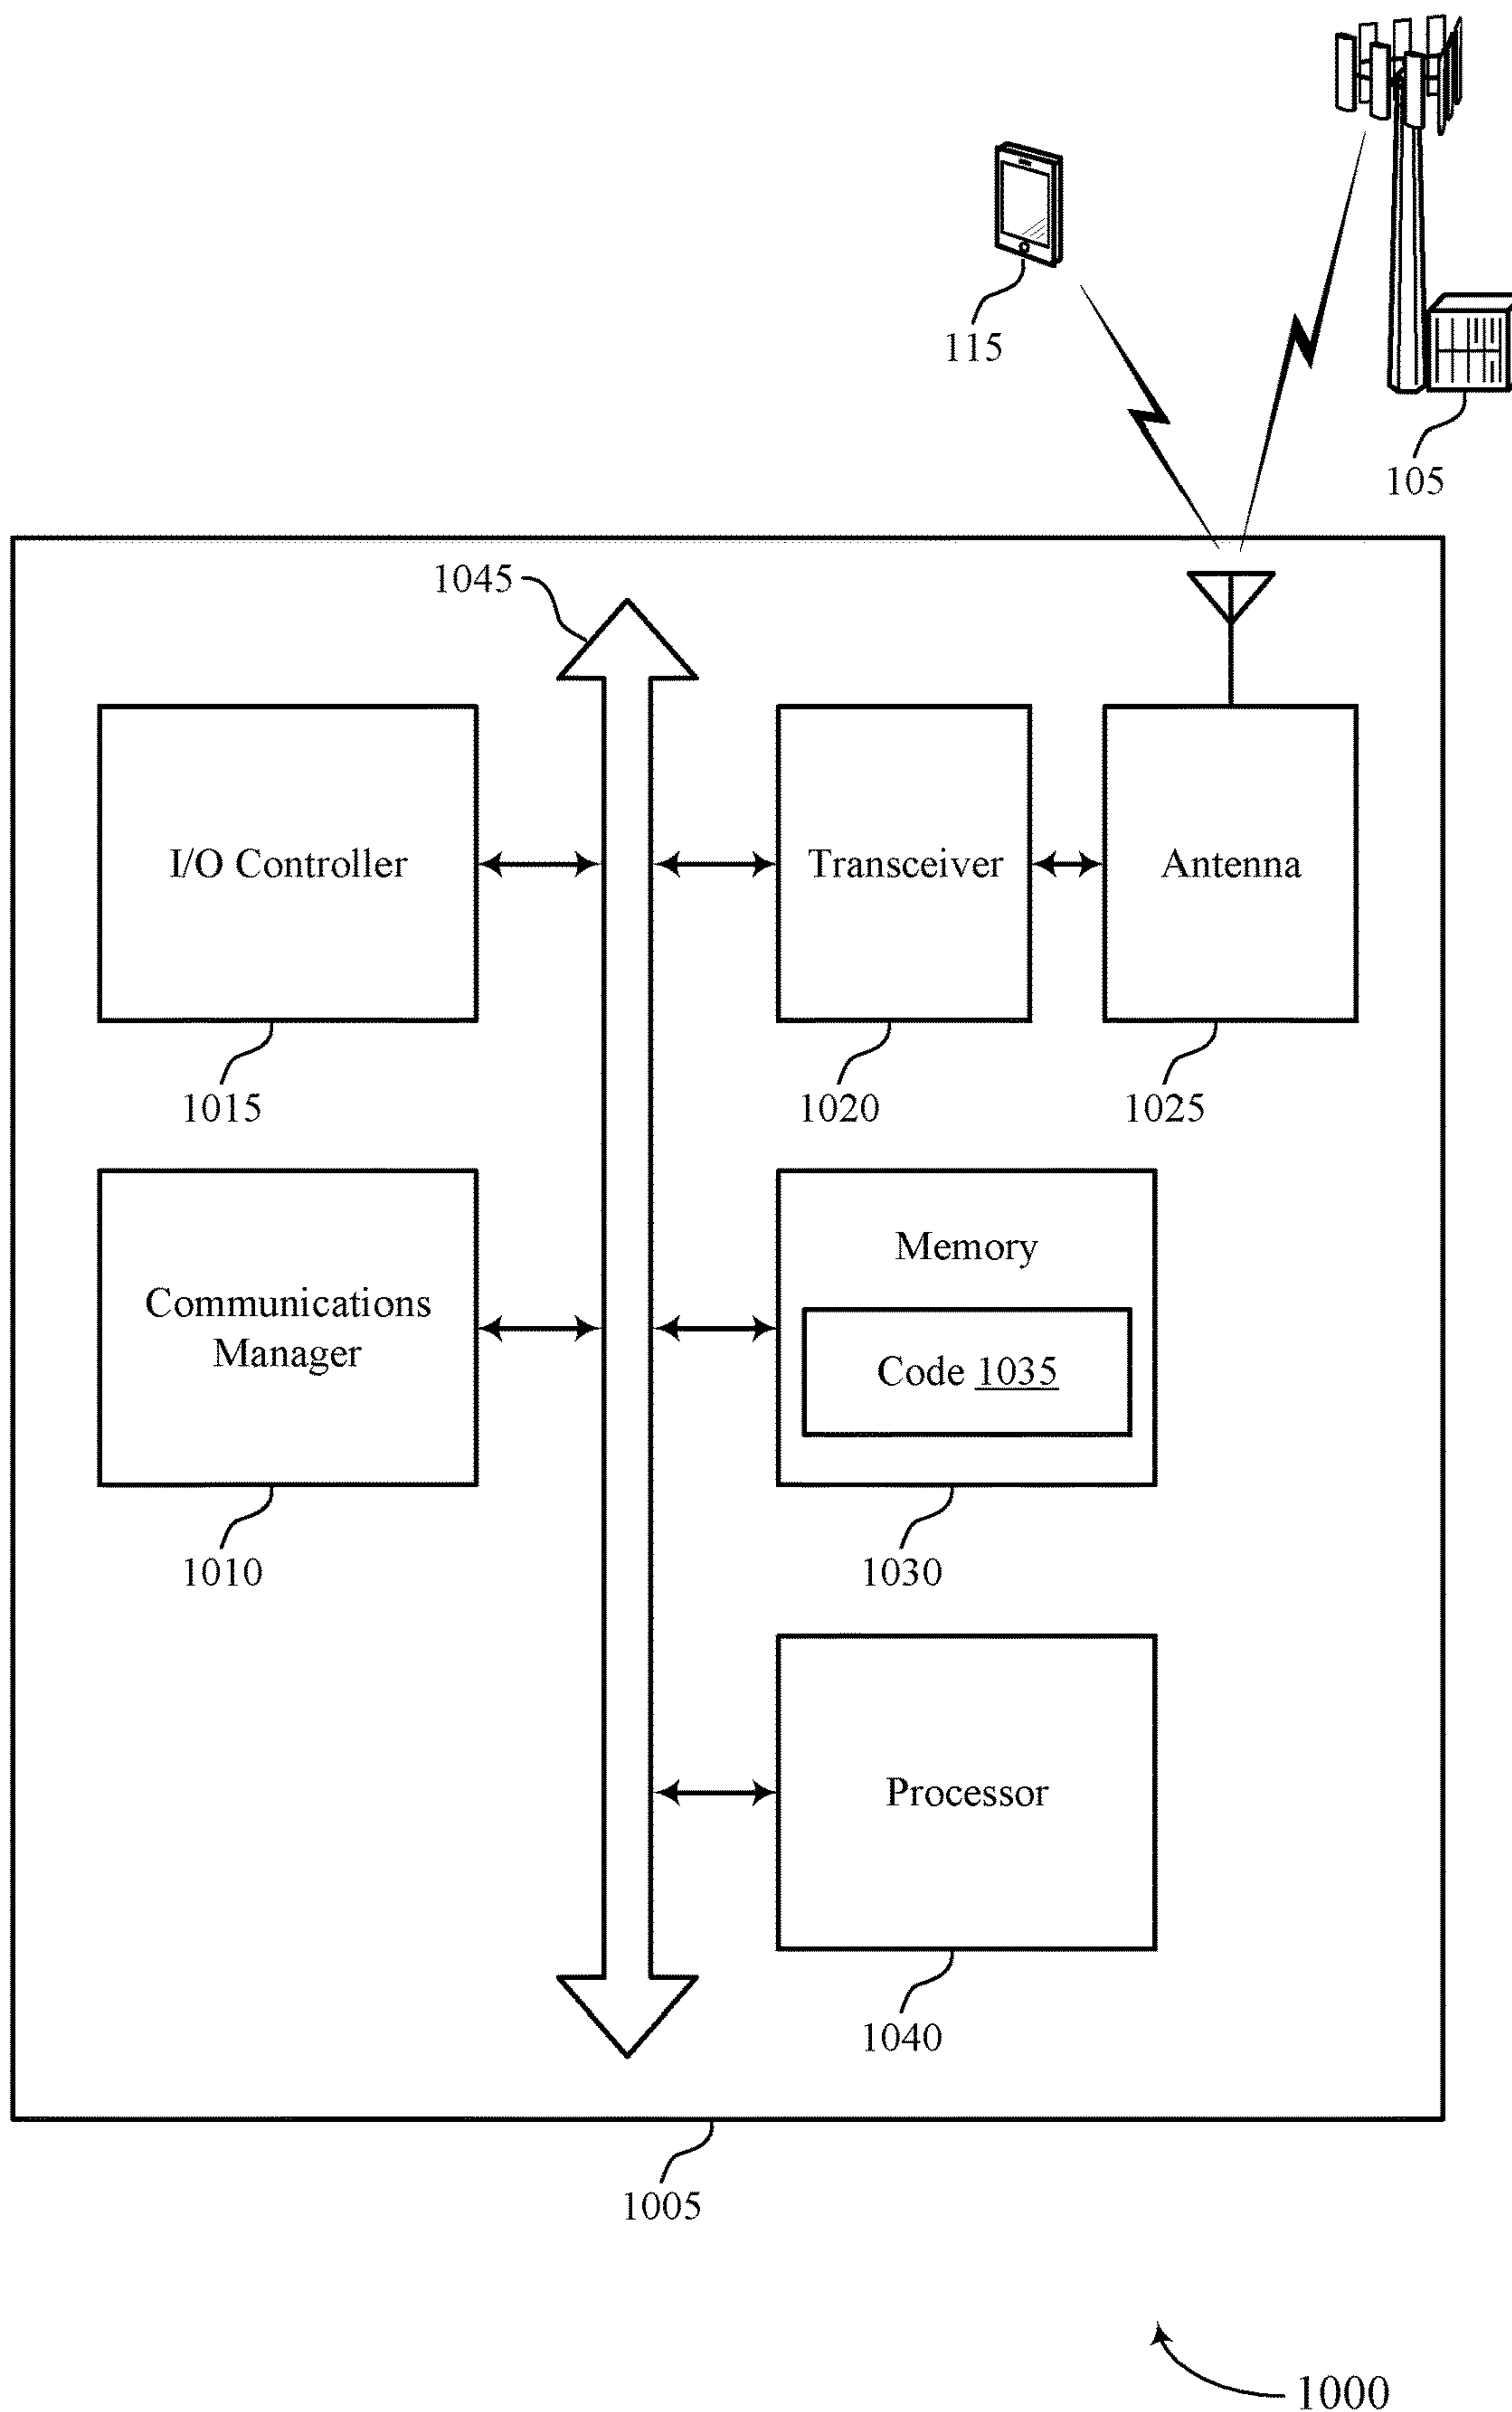 115
105
1045
I/O Controller
Transceiver
Antenna
1015
1020
1025
Communications
Manager
Memory
Code 1035
1010
1030
Processor
1040
1005
1000